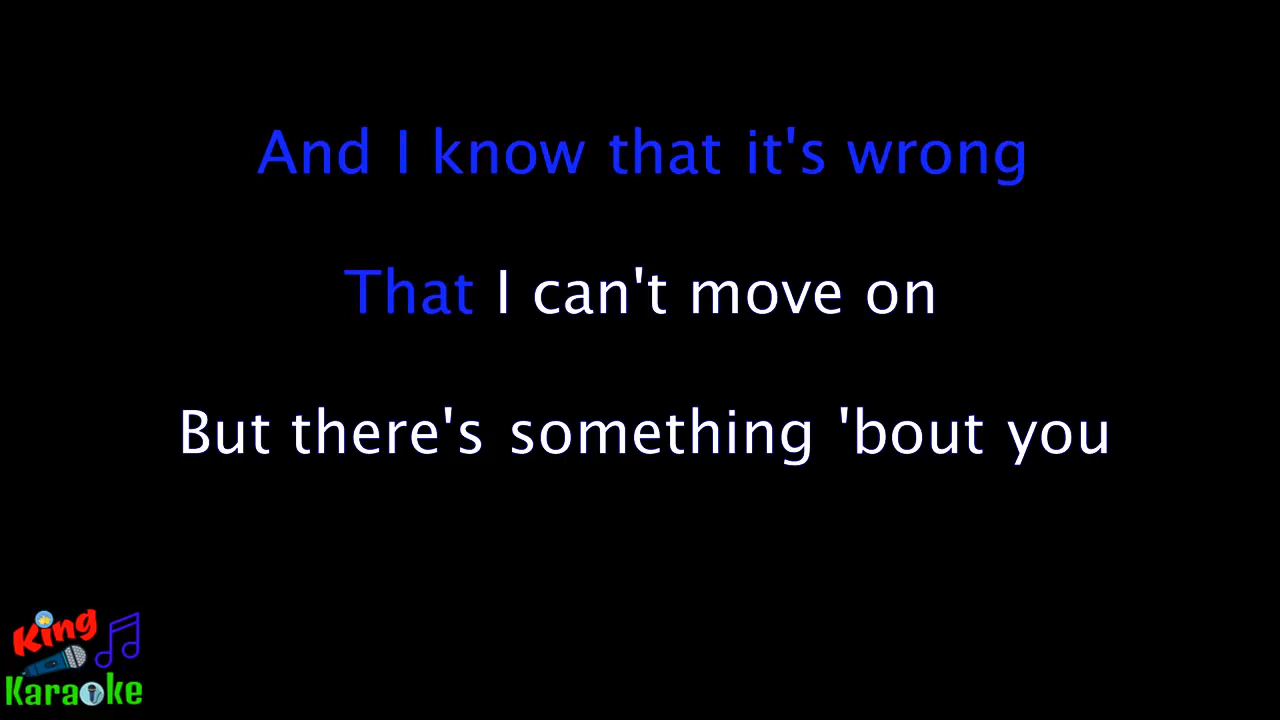 And I know that it's wrong
That I can't move on
But there's something 'bout you
King
Karaoke